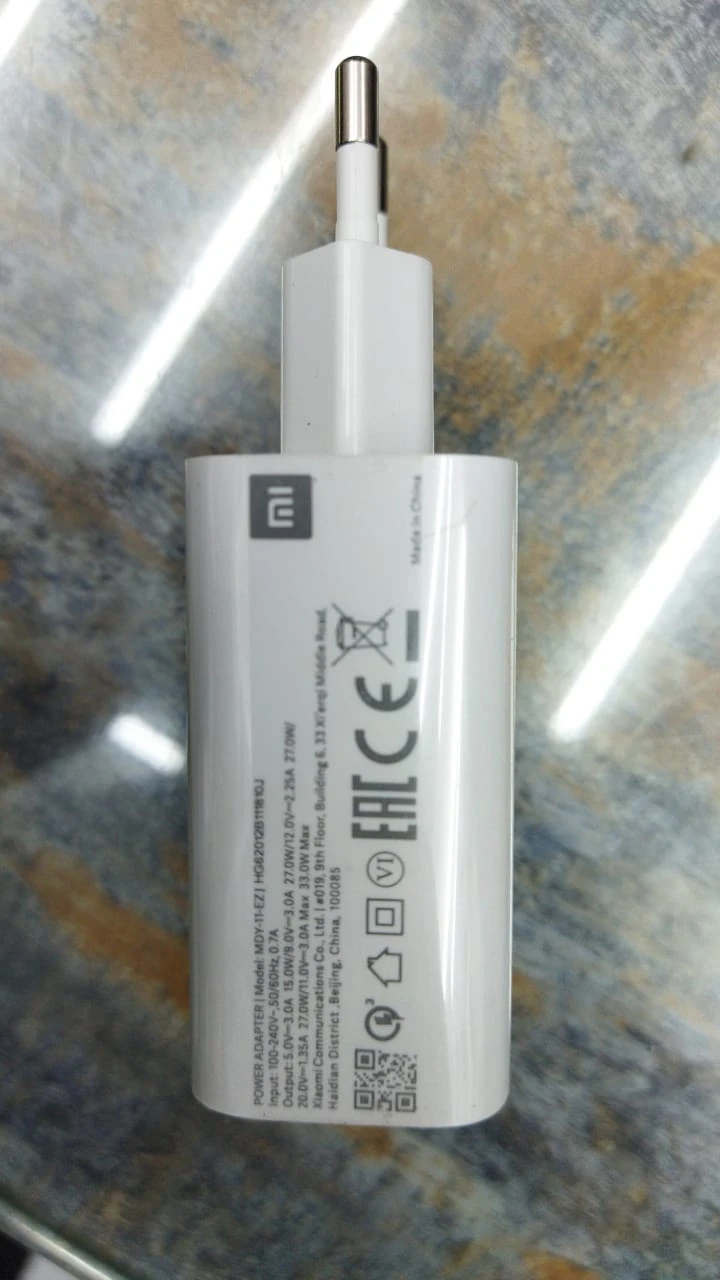 mi
Made in China
POWER ADAPTER | Model: MDY-11-EZ | HG62012B111810J
Input: 100-240V~,50/60Hz, 0.7A
Output: 5.0V⎓3.0A 15.0W/9.0V⎓3.0A 27.0W/12.0V⎓2.25A 27.0W/
20.0V⎓1.35A 27.0W/11.0V⎓3.0A Max 33.0W Max
Xiaomi Communications Co., Ltd. | #019, 9th Floor, Building 6, 33 Xi'erqi Middle Road,
Haidian District ,Beijing, China, 100085
3 VI EAC CE